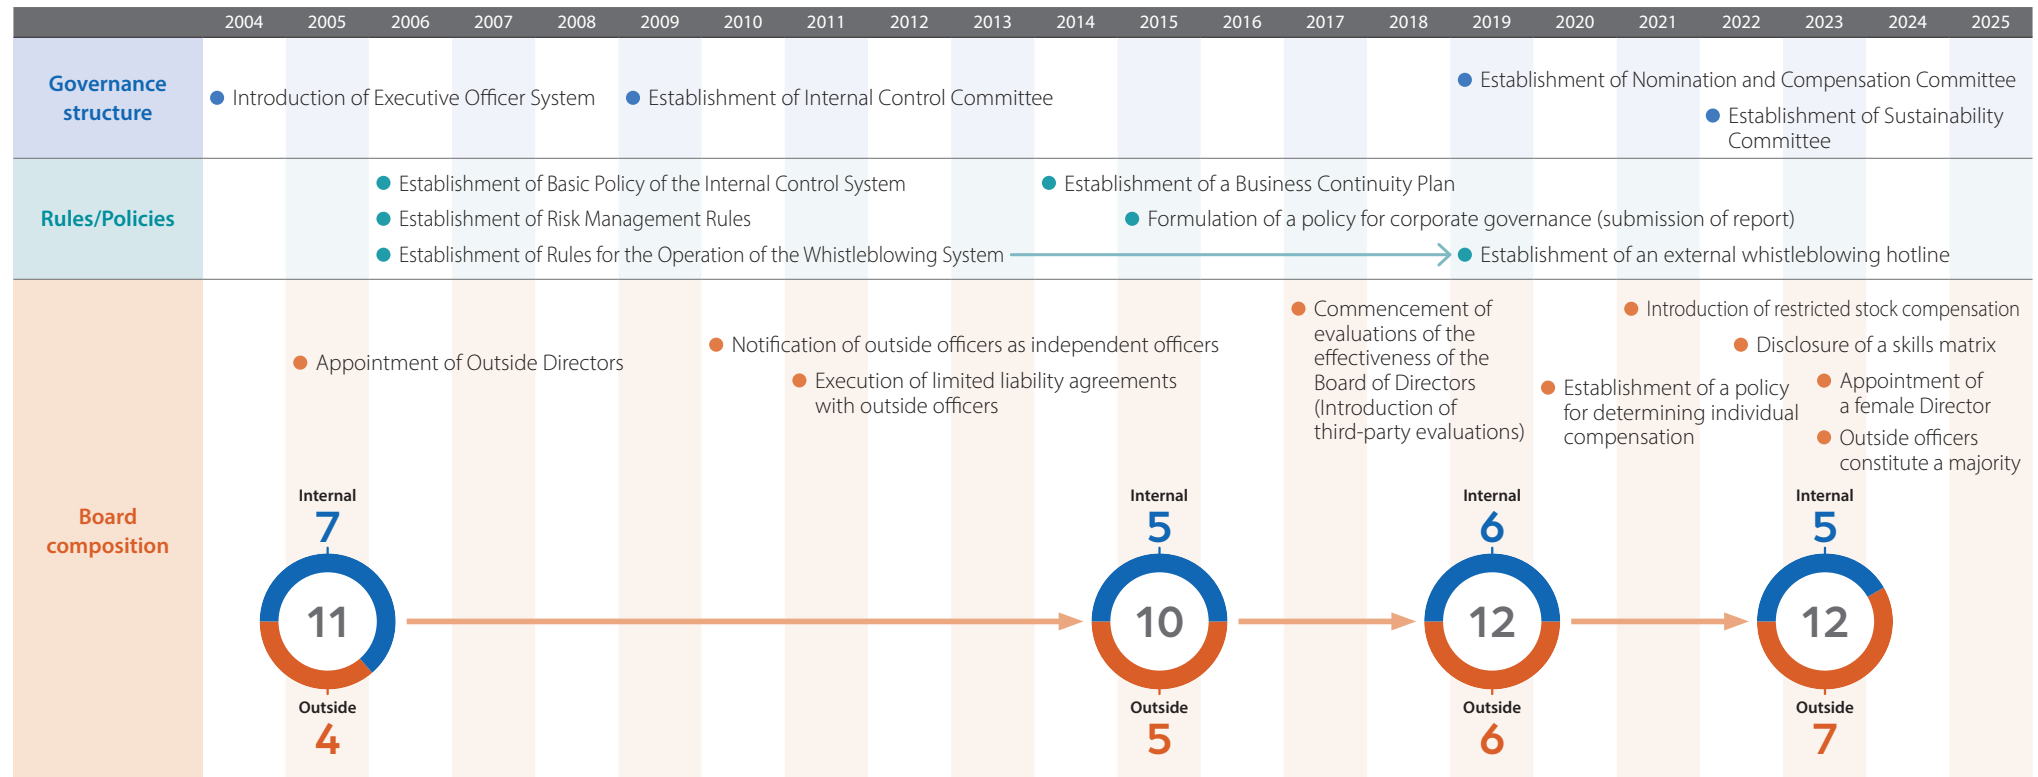 2004 2005 2006 2007 2008 2009 2010 2011 2012 2013 2014 2015 2016 2017 2018 2019 2020 2021 2022 2023 2024 2025
Governance
structure
Introduction of Executive Officer System
Establishment of Internal Control Committee
Establishment of Nomination and Compensation Committee
Establishment of Sustainability
Committee
Rules/Policies
Establishment of Basic Policy of the Internal Control System
Establishment of a Business Continuity Plan
Establishment of Risk Management Rules
Formulation of a policy for corporate governance (submission of report)
Establishment of Rules for the Operation of the Whistleblowing System
Establishment of an external whistleblowing hotline
Board
composition
Appointment of Outside Directors
Notification of outside officers as independent officers
Execution of limited liability agreements
with outside officers
Commencement of
evaluations of the
effectiveness of the
Board of Directors
(Introduction of
third-party evaluations)
Establishment of a policy
for determining individual
compensation
Introduction of restricted stock compensation
Disclosure of a skills matrix
Appointment of
a female Director
Outside officers
constitute a majority
Internal
7
11
Outside
4
Internal
5
10
Outside
5
Internal
6
12
Outside
6
Internal
5
12
Outside
7